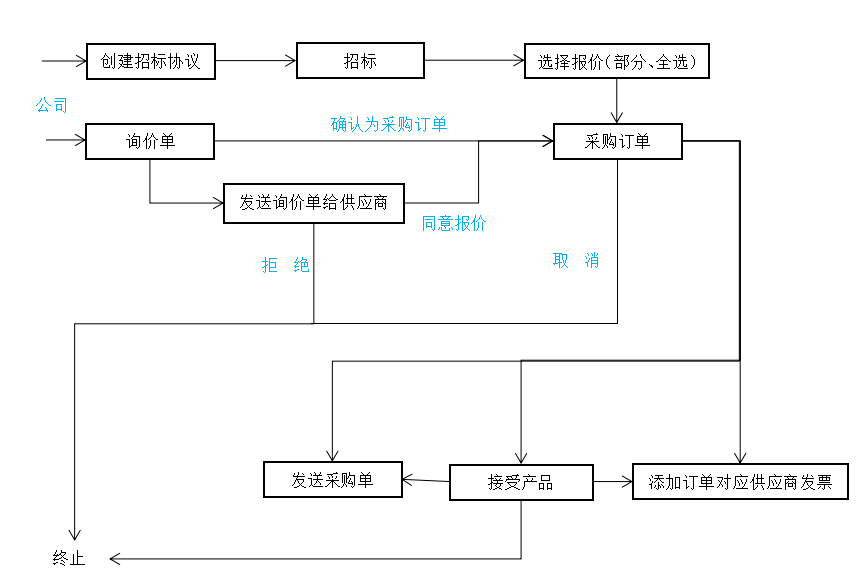 创建招标协议
招标
选择报价(部分、全选)
公司
询价单
确认为采购订单
采购订单
发送询价单给供应商
同意报价
拒 绝
取 消
发送采购单
接受产品
添加订单对应供应商发票
终止